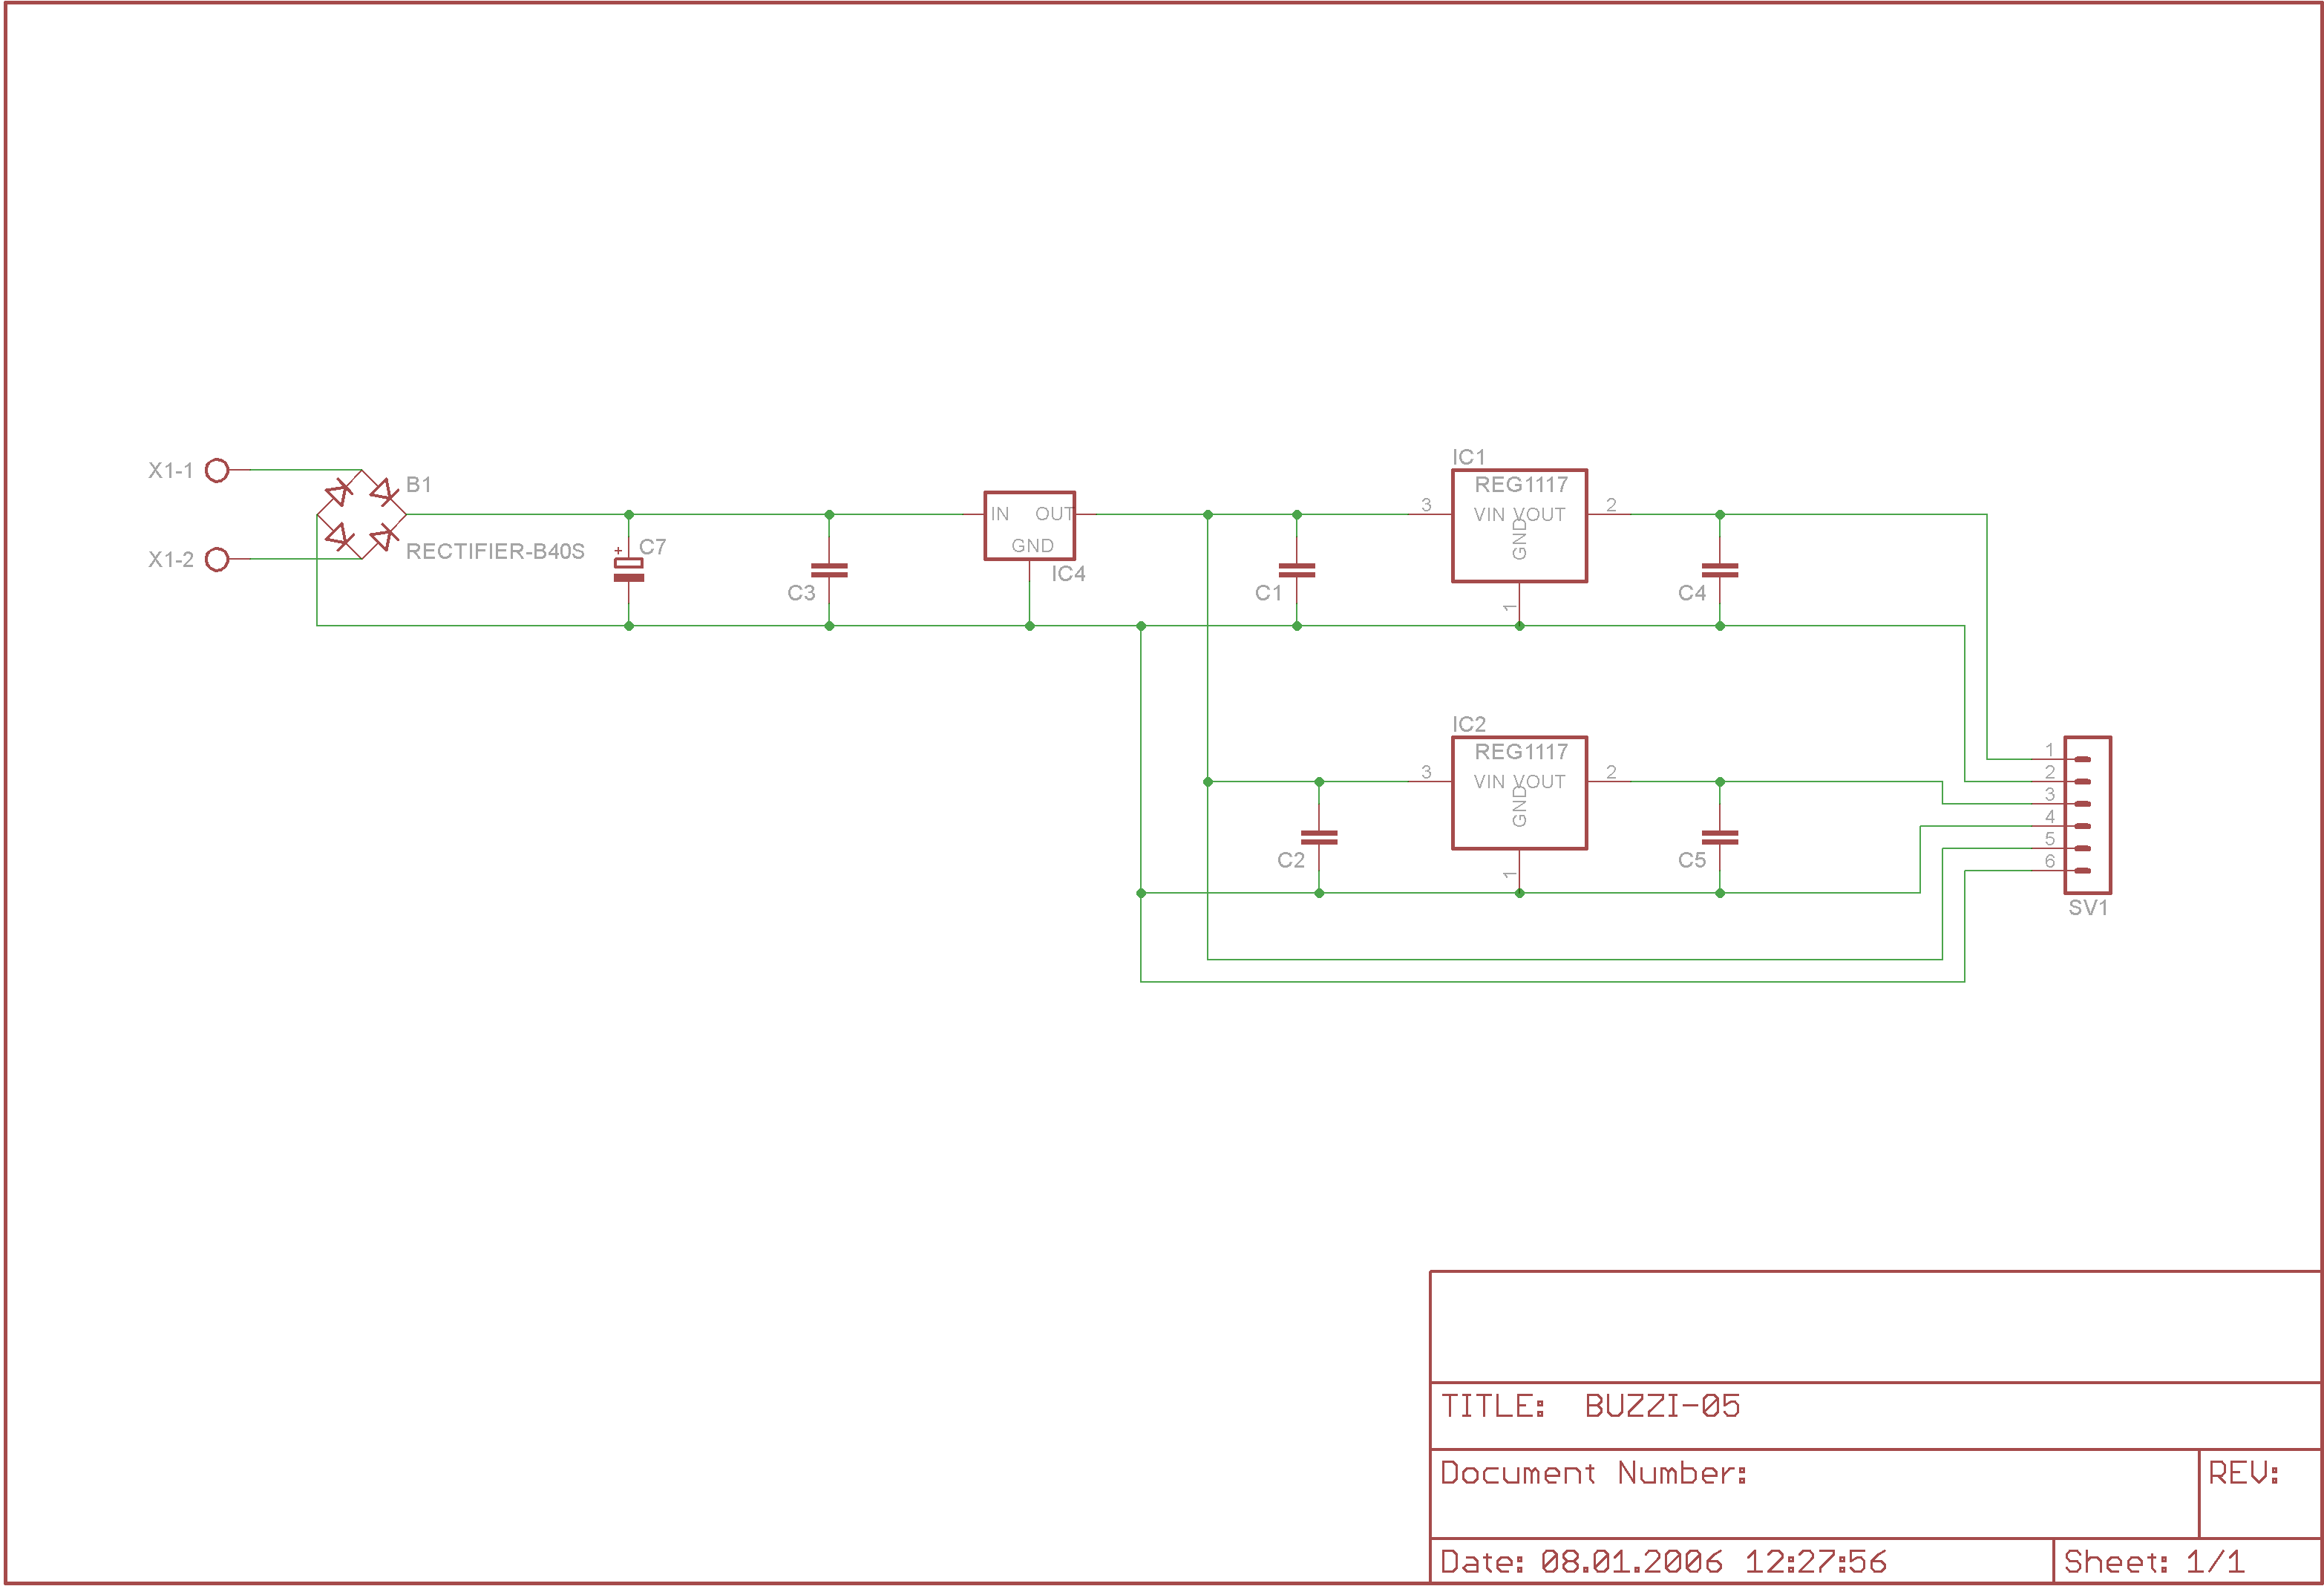 IC1
X1-1
B1
REG1117
3
2
IN OUT
VIN VOUT
GND
GND
C7
+
RECTIFIER-B40S
X1-2
IC4
C3
C1
C4
1
IC2
REG1117
3
2
VIN VOUT
GND
C2
C5
1
1
2
3
4
5
6
SV1
TITLE: BUZZI-05
Document Number:
REV:
Date: 08.01.2006 12:27:56
Sheet: 1/1